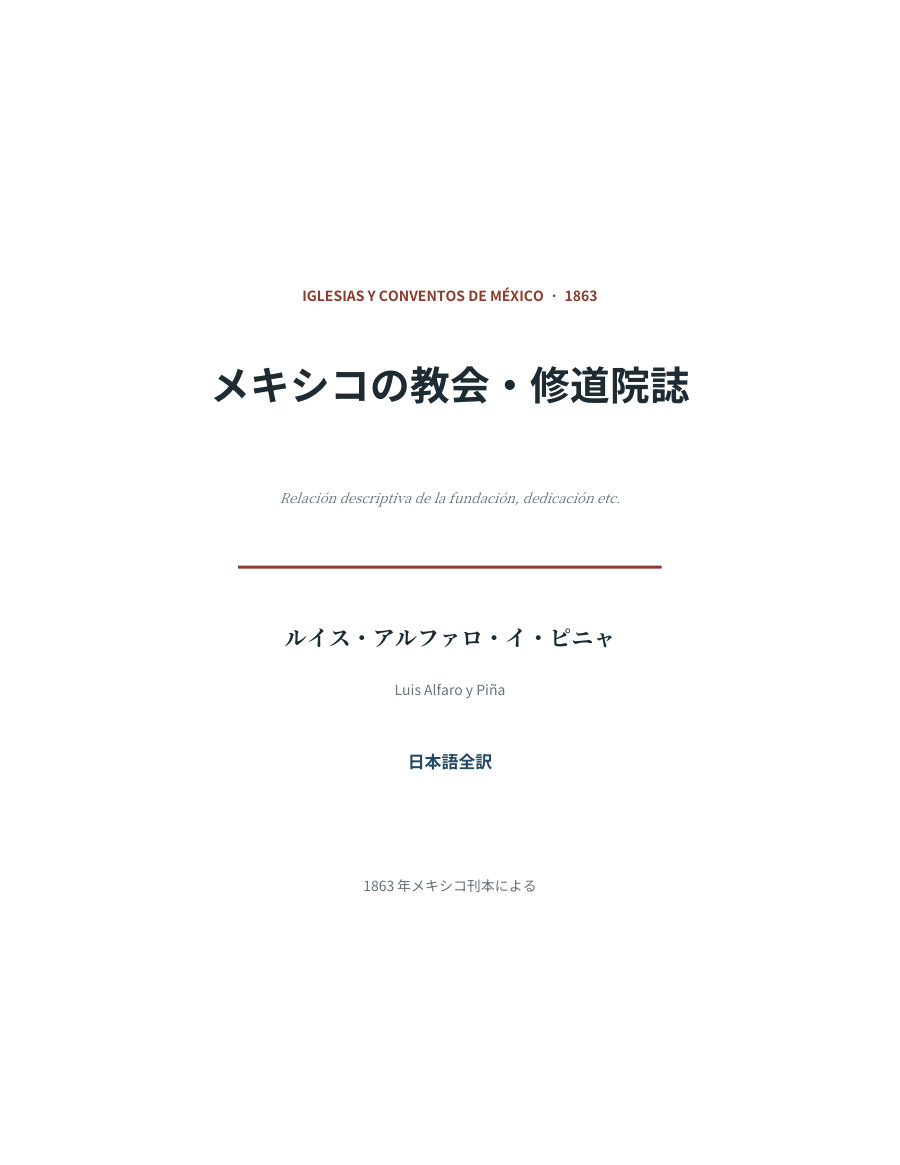 IGLESIAS Y CONVENTOS DE MÉXICO · 1863
メキシコの教会・修道院誌
Relación descriptiva de la fundación, dedicación etc.
ルイス・アルファロ・イ・ピニャ
Luis Alfaro y Piña
日本語全訳
1863 年メキシコ刊本による